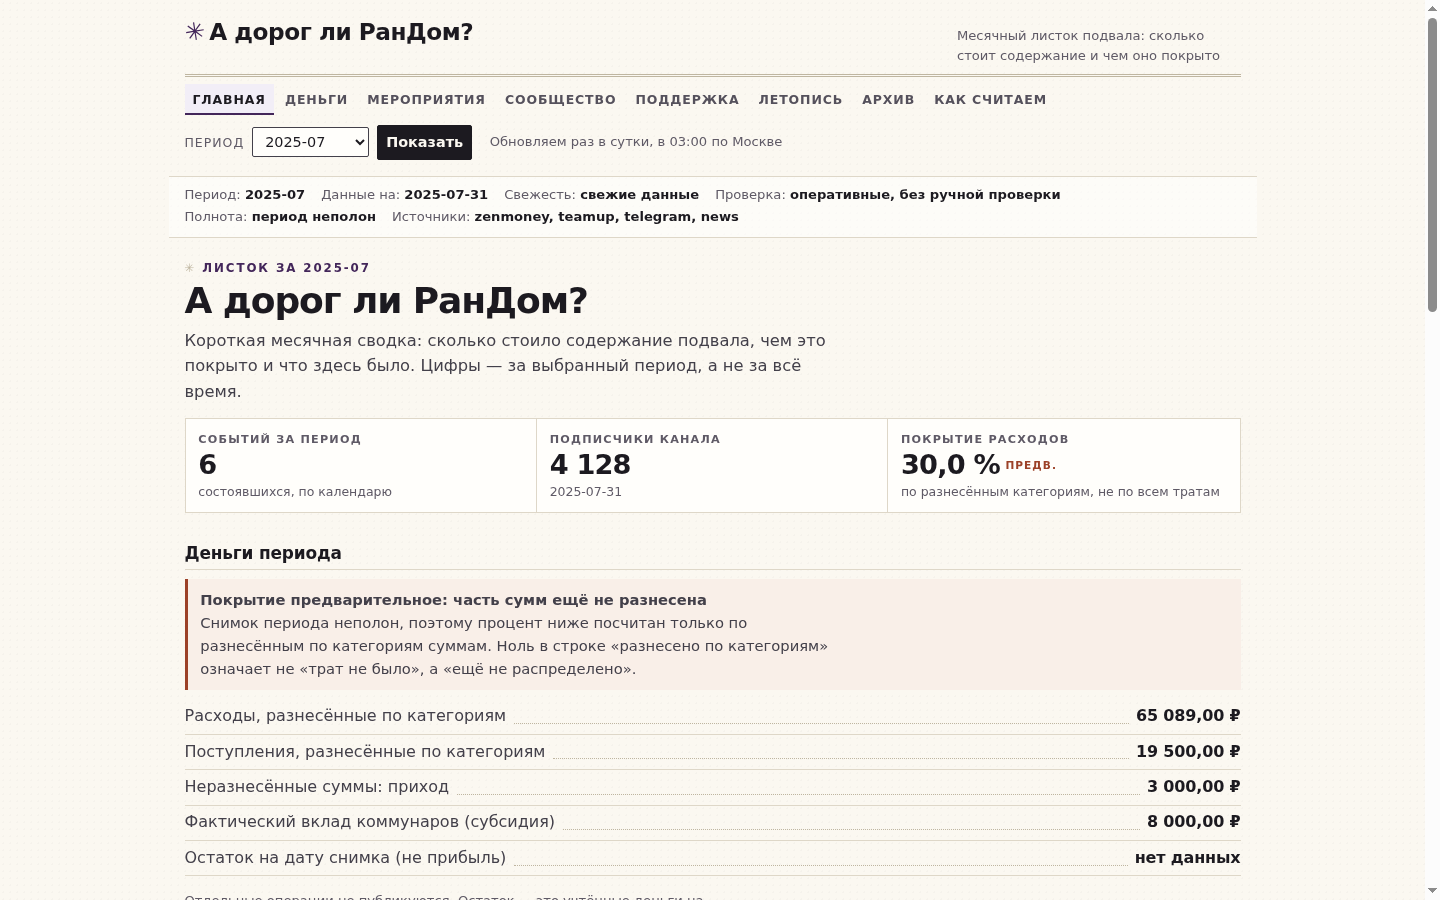 ✳ А дорог ли РанДом?
Месячный листок подвала: сколько
стоит содержание и чем оно покрыто
ГЛАВНАЯ ДЕНЬГИ МЕРОПРИЯТИЯ СООБЩЕСТВО ПОДДЕРЖКА ЛЕТОПИСЬ АРХИВ КАК СЧИТАЕМ
ПЕРИОД 2025-07 Показать Обновляем раз в сутки, в 03:00 по Москве
Период: 2025-07 Данные на: 2025-07-31 Свежесть: свежие данные Проверка: оперативные, без ручной проверки
Полнота: период неполон Источники: zenmoney, teamup, telegram, news
✳ ЛИСТОК ЗА 2025-07
А дорог ли РанДом?
Короткая месячная сводка: сколько стоило содержание подвала, чем это
покрыто и что здесь было. Цифры — за выбранный период, а не за всё
время.
СОБЫТИЙ ЗА ПЕРИОД
6
состоявшихся, по календарю
ПОДПИСЧИКИ КАНАЛА
4 128
2025-07-31
ПОКРЫТИЕ РАСХОДОВ
30,0 % ПРЕДВ.
по разнесённым категориям, не по всем тратам
Деньги периода
Покрытие предварительное: часть сумм ещё не разнесена
Снимок периода неполон, поэтому процент ниже посчитан только по
разнесённым по категориям суммам. Ноль в строке «разнесено по категориям»
означает не «трат не было», а «ещё не распределено».
Расходы, разнесённые по категориям 65 089,00 ₽
Поступления, разнесённые по категориям 19 500,00 ₽
Неразнесённые суммы: приход 3 000,00 ₽
Фактический вклад коммунаров (субсидия) 8 000,00 ₽
Остаток на дату снимка (не прибыль) нет данных
Отдельные операции не публикуются. Остаток — это учтённые деньги на